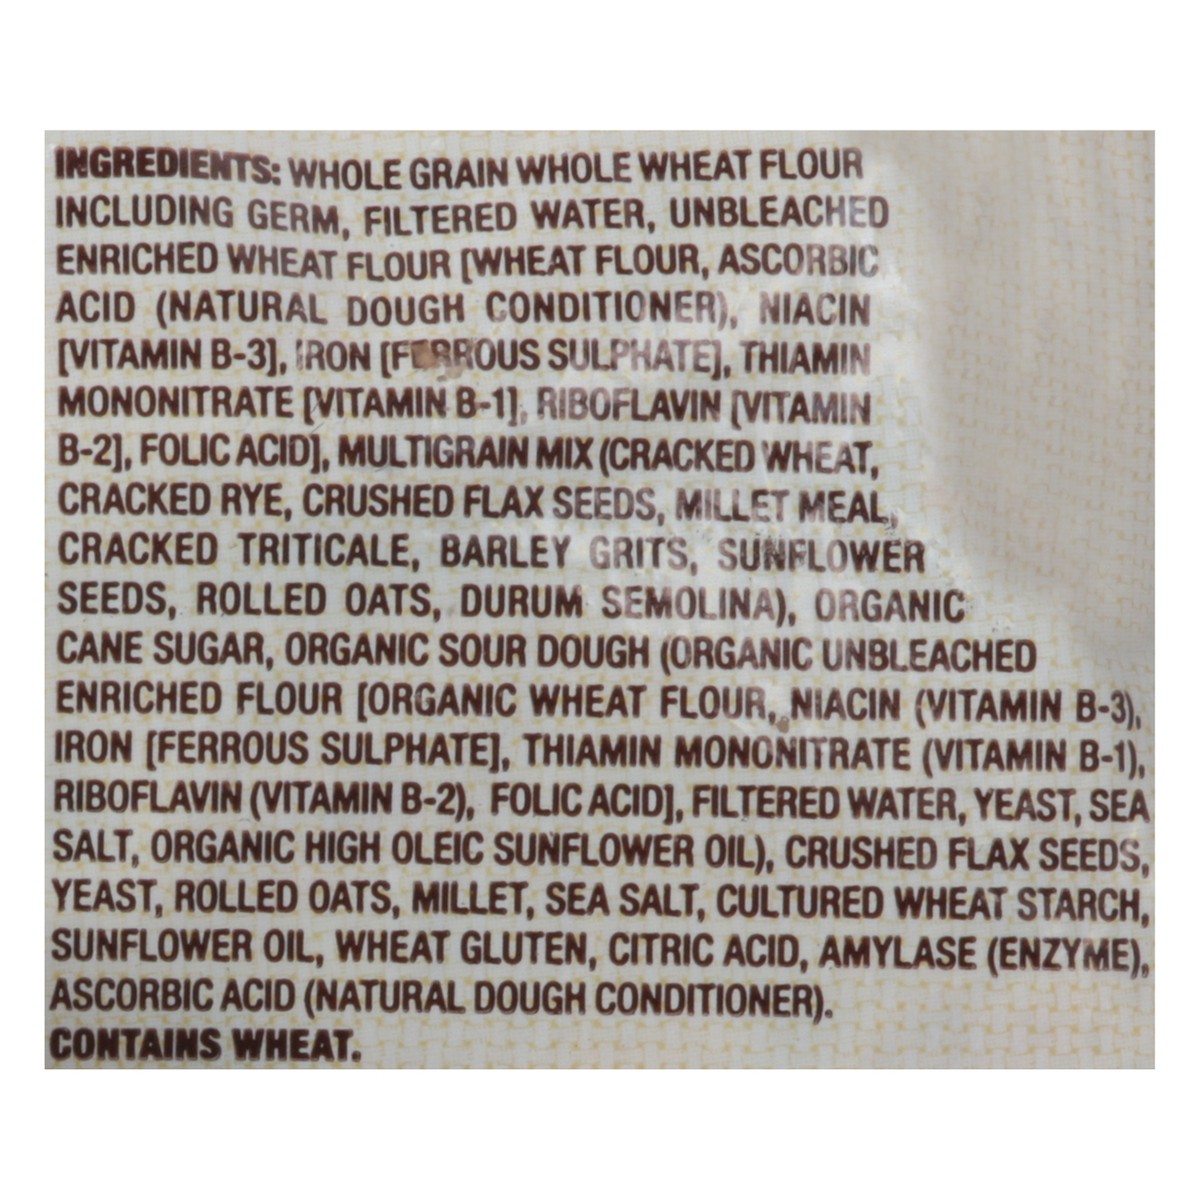 INGREDIENTS: WHOLE GRAIN WHOLE WHEAT FLOUR
INCLUDING GERM, FILTERED WATER, UNBLEACHED
ENRICHED WHEAT FLOUR [WHEAT FLOUR, ASCORBIC
ACID (NATURAL DOUGH CONDITIONER), NIACIN
[VITAMIN B-3], IRON [FERROUS SULPHATE], THIAMIN
MONONITRATE [VITAMIN B-1], RIBOFLAVIN [VITAMIN
B-2], FOLIC ACID], MULTIGRAIN MIX (CRACKED WHEAT,
CRACKED RYE, CRUSHED FLAX SEEDS, MILLET MEAL,
CRACKED TRITICALE, BARLEY GRITS, SUNFLOWER
SEEDS, ROLLED OATS, DURUM SEMOLINA), ORGANIC
CANE SUGAR, ORGANIC SOUR DOUGH (ORGANIC UNBLEACHED
ENRICHED FLOUR [ORGANIC WHEAT FLOUR, NIACIN (VITAMIN B-3),
IRON [FERROUS SULPHATE], THIAMIN MONONITRATE (VITAMIN B-1),
RIBOFLAVIN (VITAMIN B-2), FOLIC ACID], FILTERED WATER, YEAST, SEA
SALT, ORGANIC HIGH OLEIC SUNFLOWER OIL), CRUSHED FLAX SEEDS,
YEAST, ROLLED OATS, MILLET, SEA SALT, CULTURED WHEAT STARCH,
SUNFLOWER OIL, WHEAT GLUTEN, CITRIC ACID, AMYLASE (ENZYME),
ASCORBIC ACID (NATURAL DOUGH CONDITIONER).
CONTAINS WHEAT.